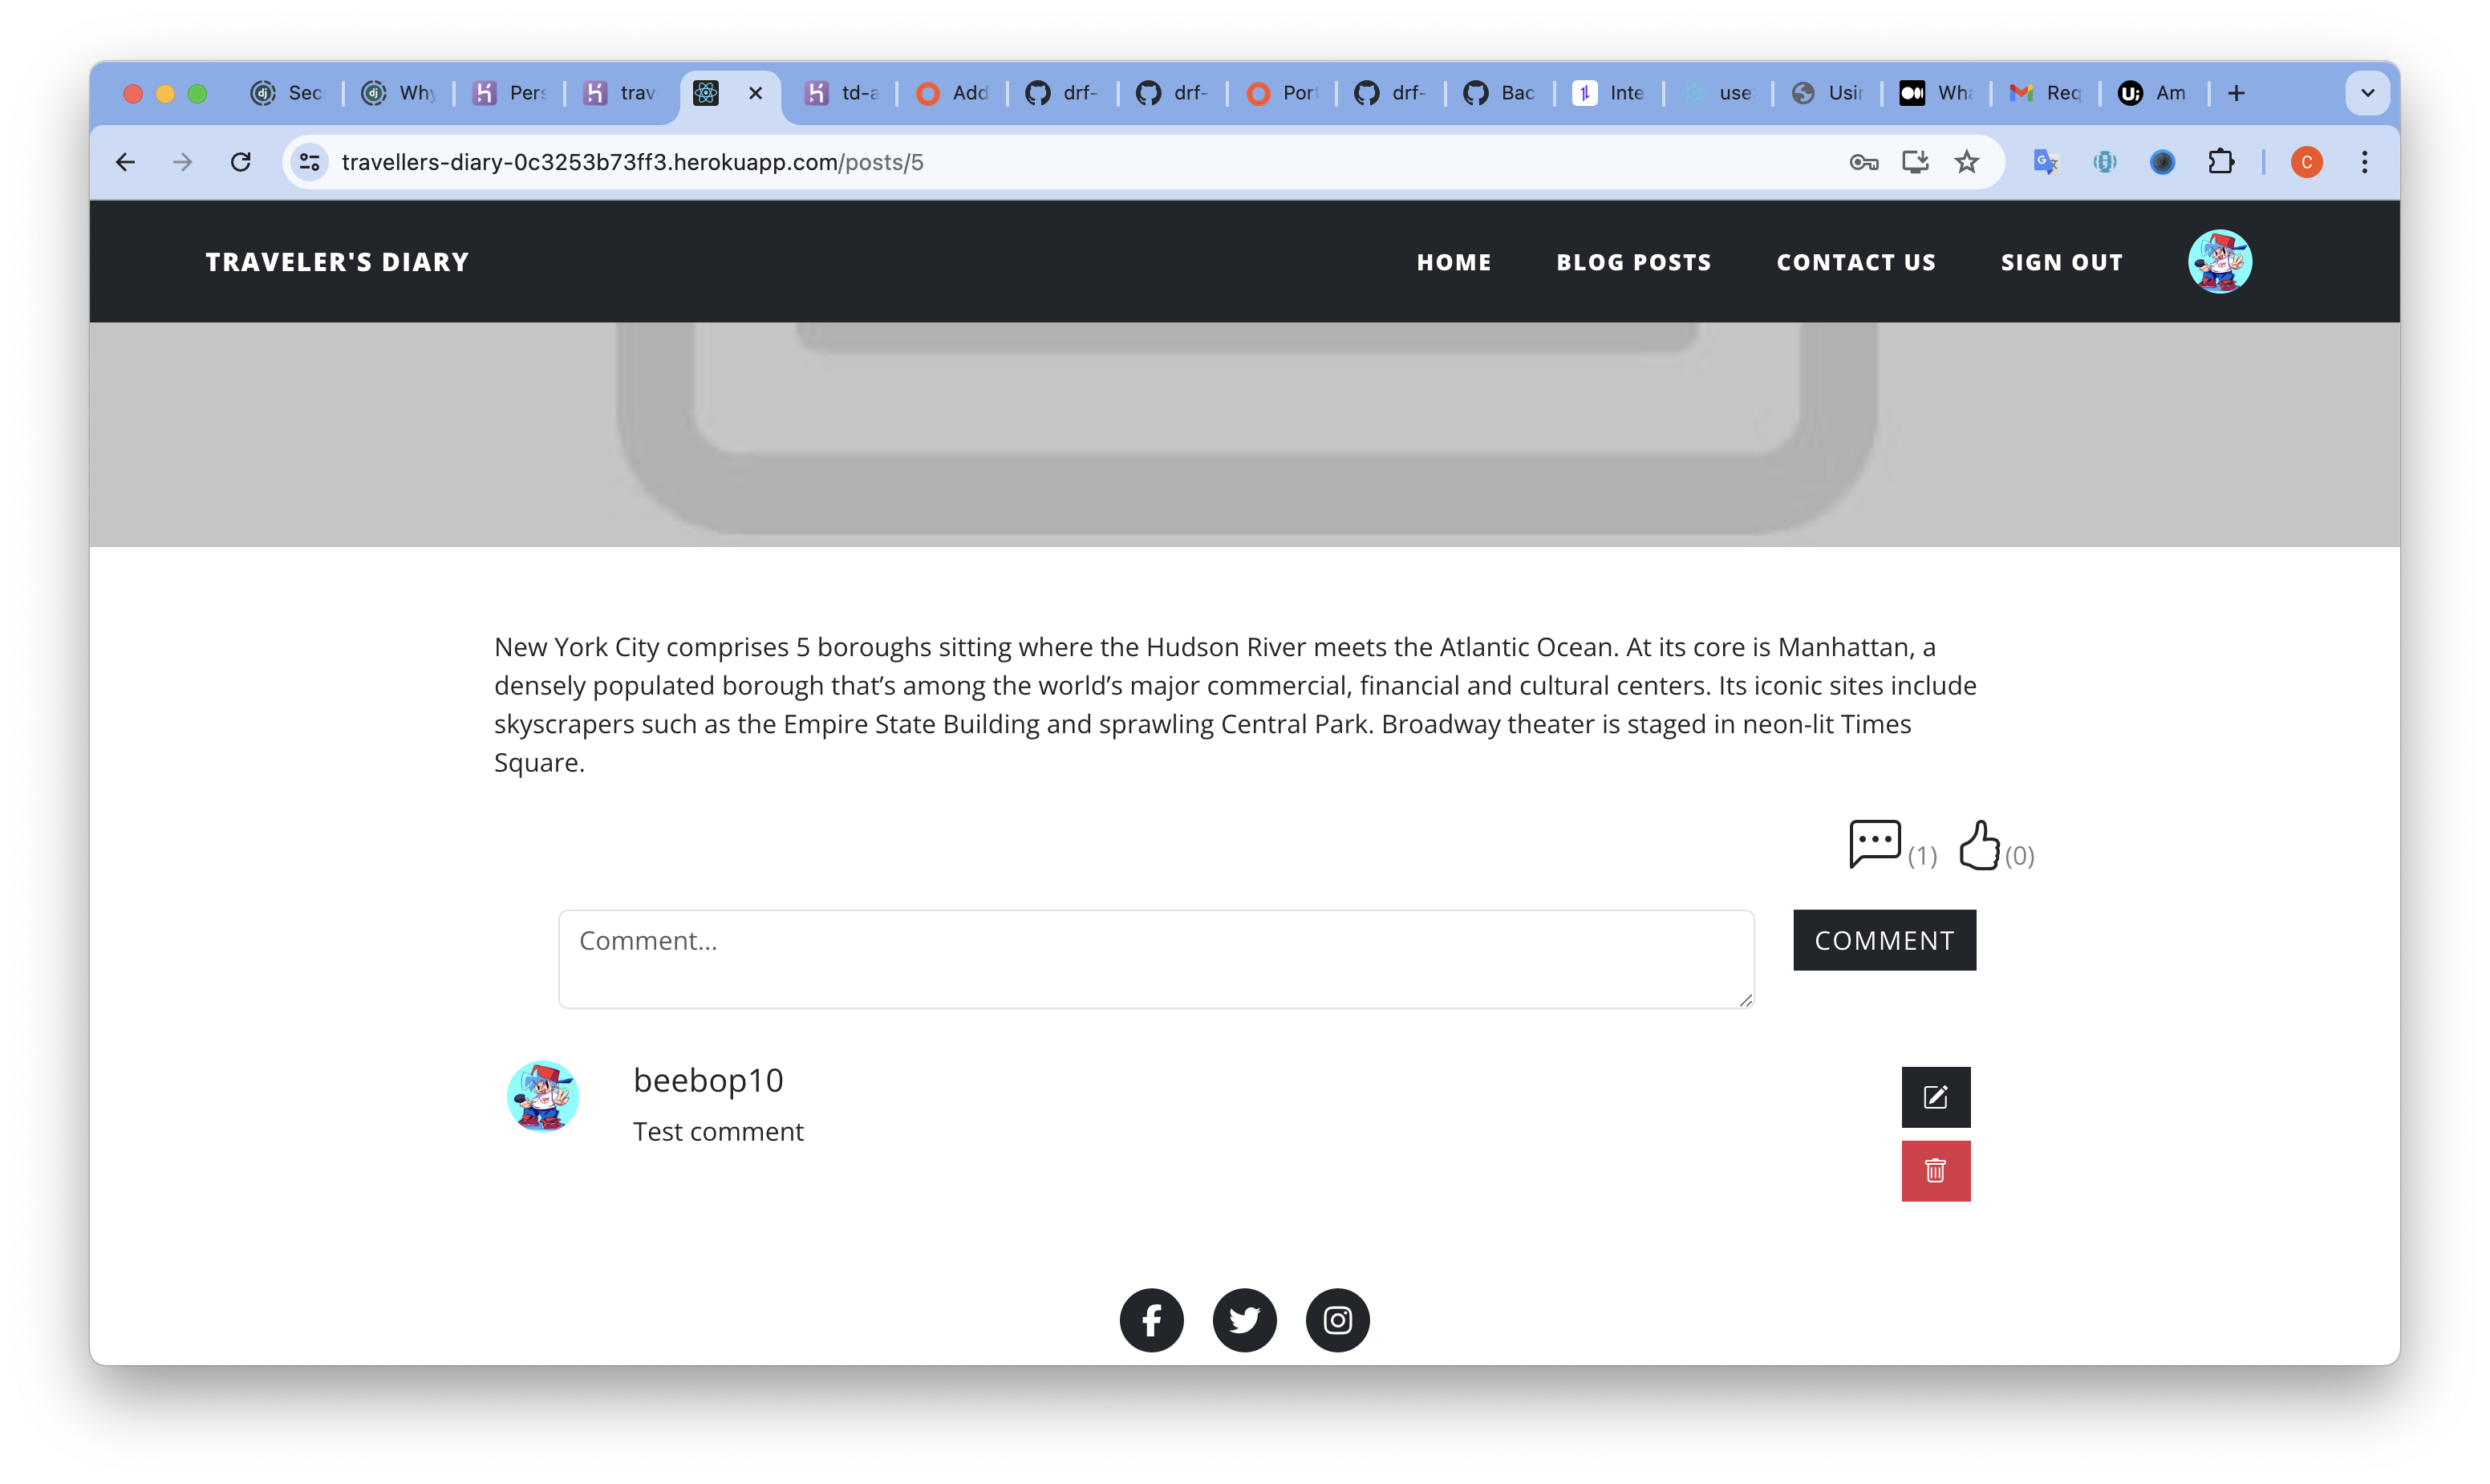 Sec
Why
Pers
trav
td-a
Add
drf-
drf-
Port
drf-
Bac
Inte
use
Usin
Wha
Req
Am
travellers-diary-0c3253b73ff3.herokuapp.com/posts/5
C
TRAVELER'S DIARY
HOME
BLOG POSTS
CONTACT US
SIGN OUT
New York City comprises 5 boroughs sitting where the Hudson River meets the Atlantic Ocean. At its core is Manhattan, a
densely populated borough that’s among the world’s major commercial, financial and cultural centers. Its iconic sites include
skyscrapers such as the Empire State Building and sprawling Central Park. Broadway theater is staged in neon-lit Times
Square.
(1)
(0)
Comment...
COMMENT
beebop10
Test comment